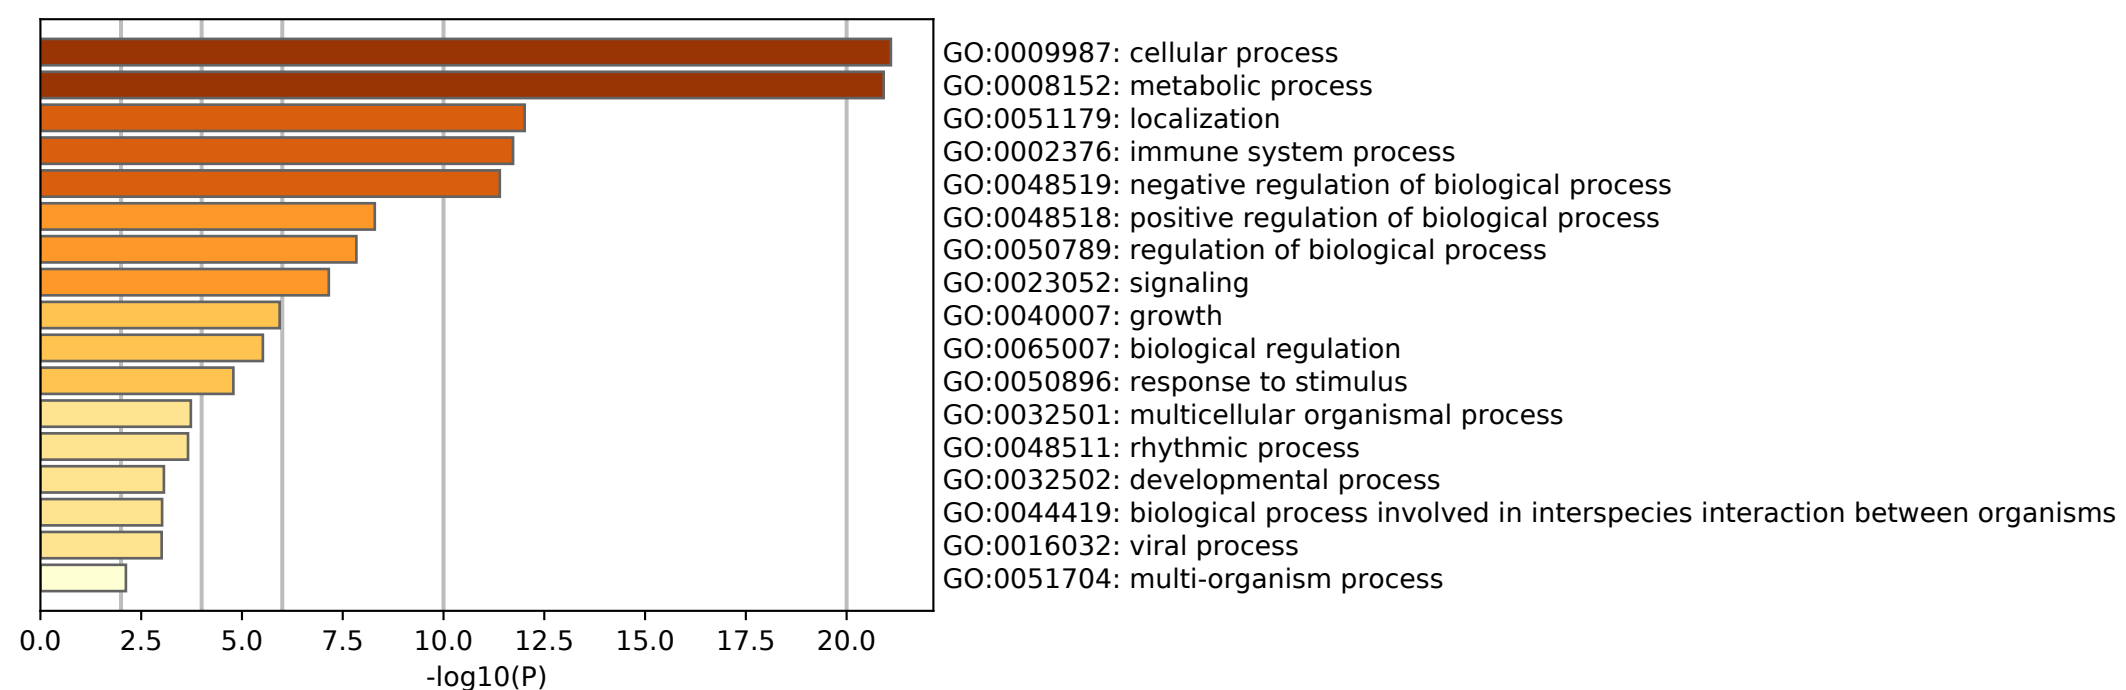 GO:0009987: cellular process
GO:0008152: metabolic process
GO:0051179: localization
GO:0002376: immune system process
GO:0048519: negative regulation of biological process
GO:0048518: positive regulation of biological process
GO:0050789: regulation of biological process
GO:0023052: signaling
GO:0040007: growth
GO:0065007: biological regulation
GO:0050896: response to stimulus
GO:0032501: multicellular organismal process
GO:0048511: rhythmic process
GO:0032502: developmental process
GO:0044419: biological process involved in interspecies interaction between organisms
GO:0016032: viral process
GO:0051704: multi-organism process
0.0 2.5 5.0 7.5 10.0 12.5 15.0 17.5 20.0
-log10(P)